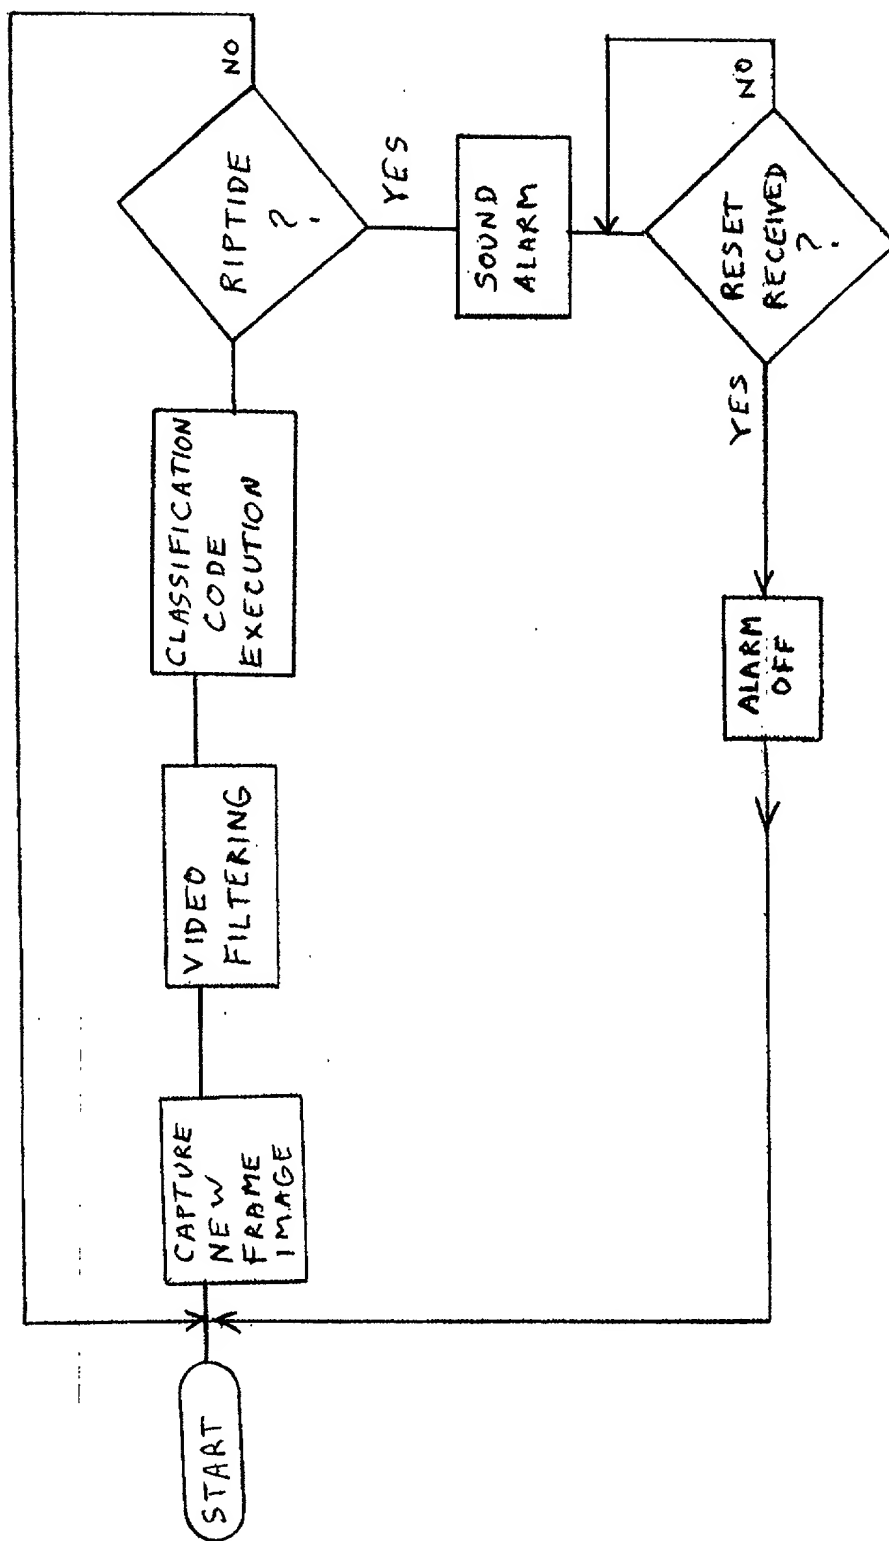 START
CAPTURE
NEW
FRAME
IMAGE
VIDEO
FILTERING
CLASSIFICATION
CODE
EXECUTION
RIPTIDE
?
NO
YES
SOUND
ALARM
RESET
RECEIVED
?
NO
YES
ALARM
OFF